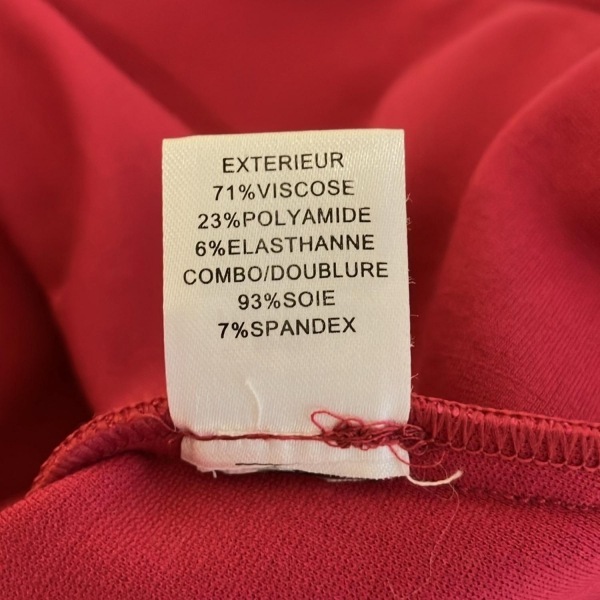 EXTERIEUR
71%VISCOSE
23%POLYAMIDE
6%ELASTHANNE
COMBO/DOUBLURE
93%SOIE
7%SPANDEX